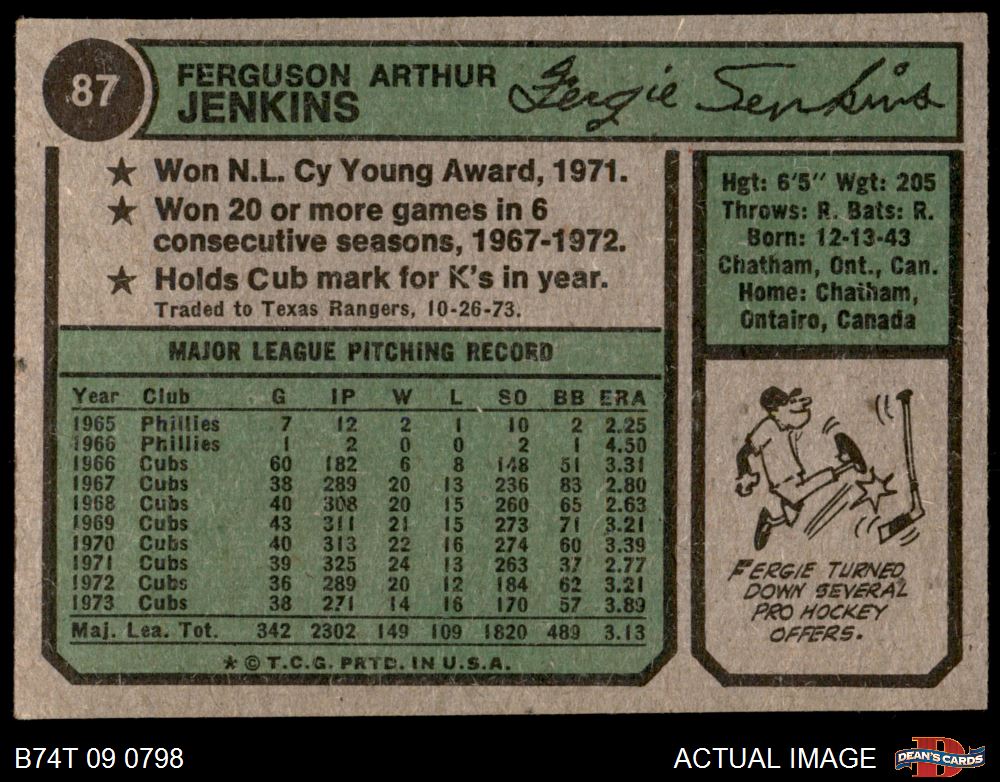 87
FERGUSON ARTHUR
JENKINS
Fergie Jenkins
★ Won N.L. Cy Young Award, 1971.
★ Won 20 or more games in 6
consecutive seasons, 1967-1972.
★ Holds Cub mark for K's in year.
Traded to Texas Rangers, 10-26-73.
Hgt: 6'5" Wgt: 205
Throws: R. Bats: R.
Born: 12-13-43
Chatham, Ont., Can.
Home: Chatham,
Ontairo, Canada
MAJOR LEAGUE PITCHING RECORD
Year Club G IP W L SO BB ERA
1965 Phillies 7 12 2 1 10 2 2.25
1966 Phillies 1 2 0 0 2 1 4.50
1966 Cubs 60 182 6 8 148 51 3.31
1967 Cubs 38 289 20 13 236 83 2.80
1968 Cubs 40 308 20 15 260 65 2.63
1969 Cubs 43 311 21 15 273 71 3.21
1970 Cubs 40 313 22 16 274 60 3.39
1971 Cubs 39 325 24 13 263 37 2.77
1972 Cubs 36 289 20 12 184 62 3.21
1973 Cubs 38 271 14 16 170 57 3.89
Maj. Lea. Tot. 342 2302 149 109 1820 489 3.13
★ © T.C.G. PRTD. IN U.S.A.
FERGIE TURNED
DOWN SEVERAL
PRO HOCKEY
OFFERS.
B74T 09 0798
ACTUAL IMAGE
DEAN'S CARDS